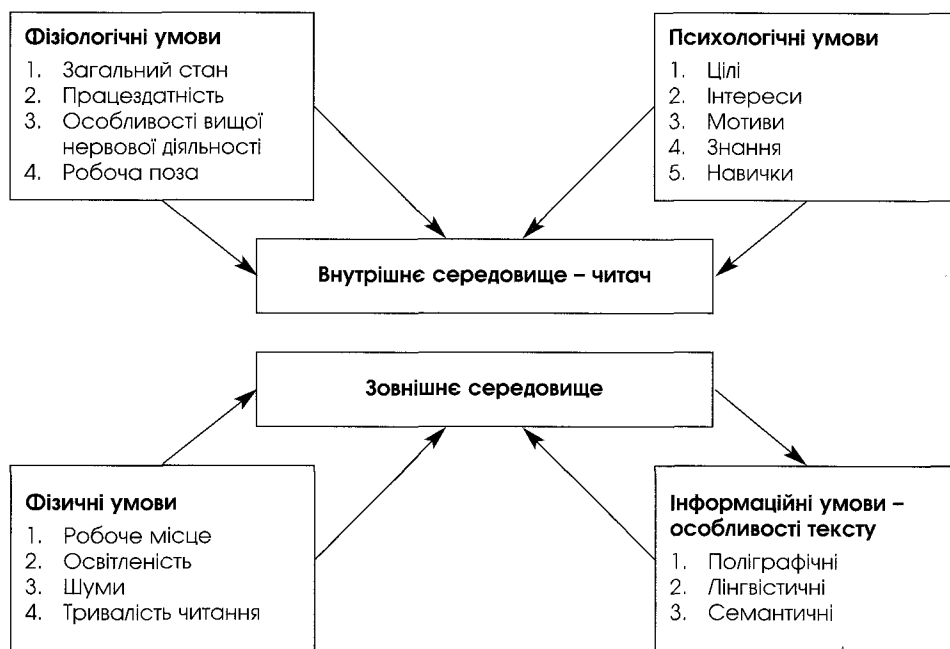 Фізіологічні умови
1. Загальний стан
2. Працездатність
3. Особливості вищої
нервової діяльності
4. Робоча поза
Психологічні умови
1. Цілі
2. Інтереси
3. Мотиви
4. Знання
5. Навички
Внутрішнє середовище – читач
Зовнішнє середовище
Фізичні умови
1. Робоче місце
2. Освітленість
3. Шуми
4. Тривалість читання
Інформаційні умови –
особливості тексту
1. Поліграфічні
2. Лінгвістичні
3. Семантичні